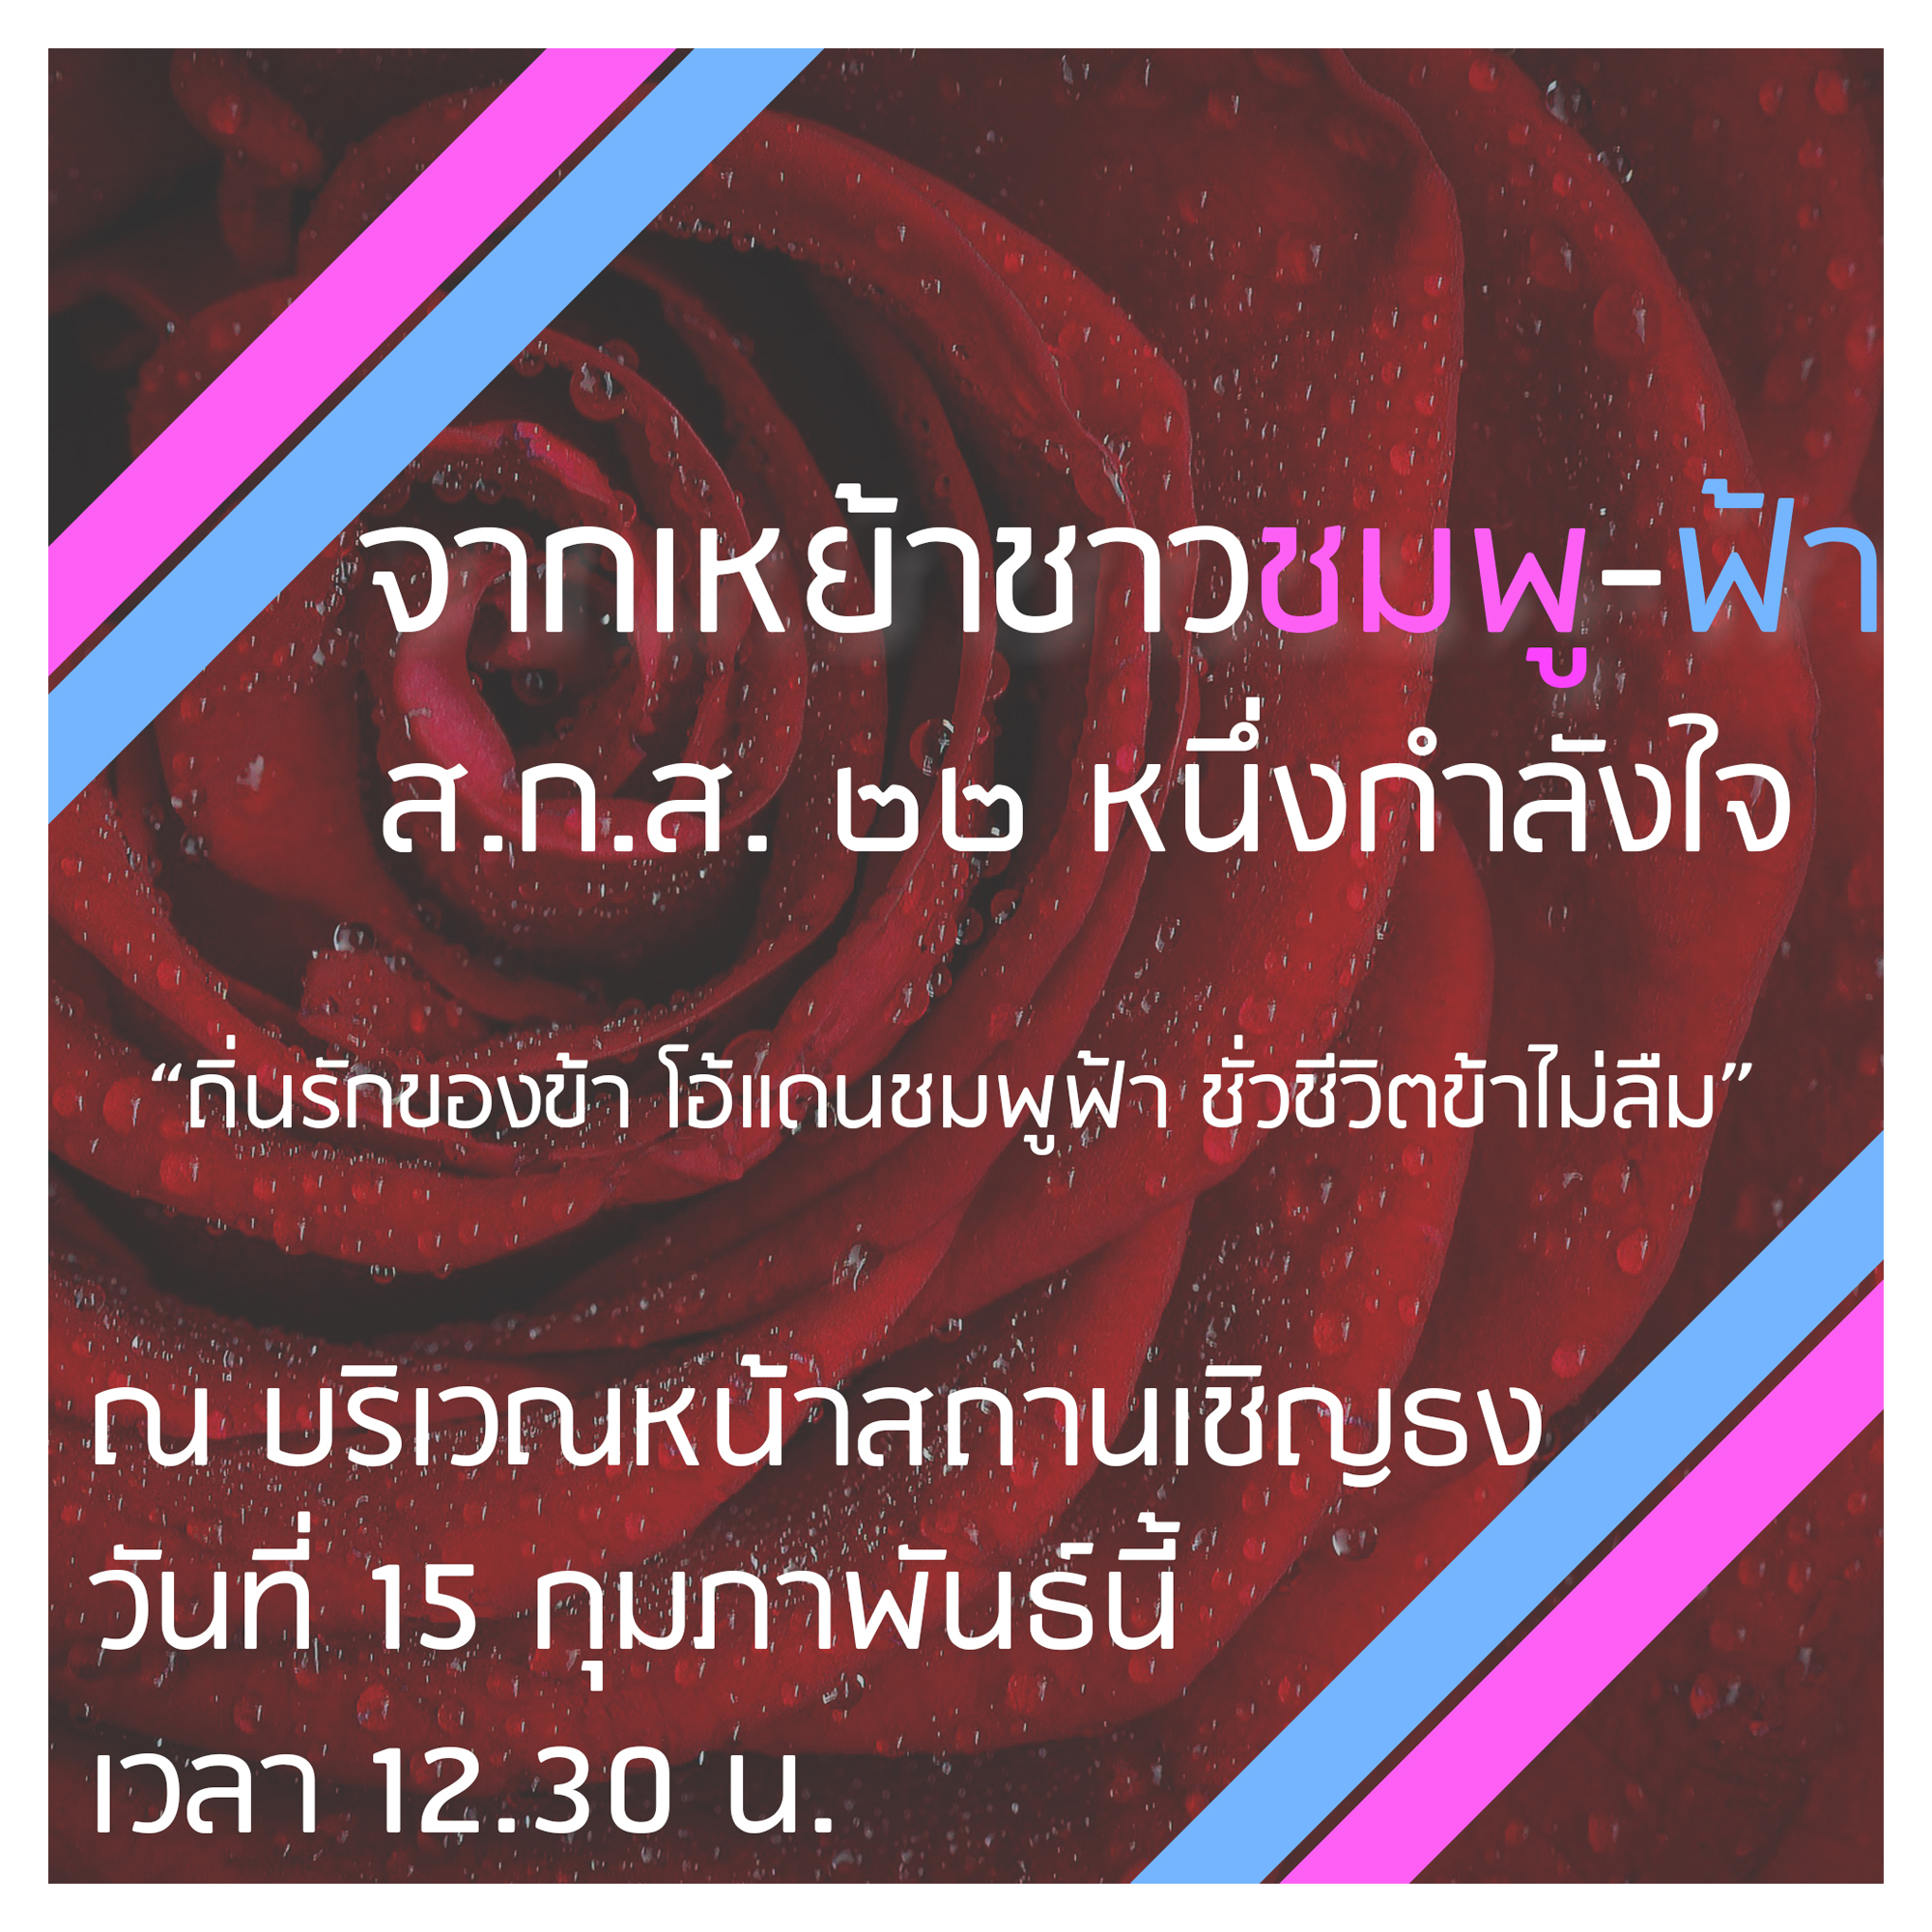 จากเหย้าชาวชมพู-ฟ้า
ส.ก.ส. ๒๒ หนึ่งกำลังใจ
“ถิ่นรักของข้า โอ้แดนชมพูฟ้า ชั่วชีวิตข้าไม่ลืม”
ณ บริเวณหน้าสถานเชิญธง
วันที่ 15 กุมภาพันธ์นี้
เวลา 12.30 น.